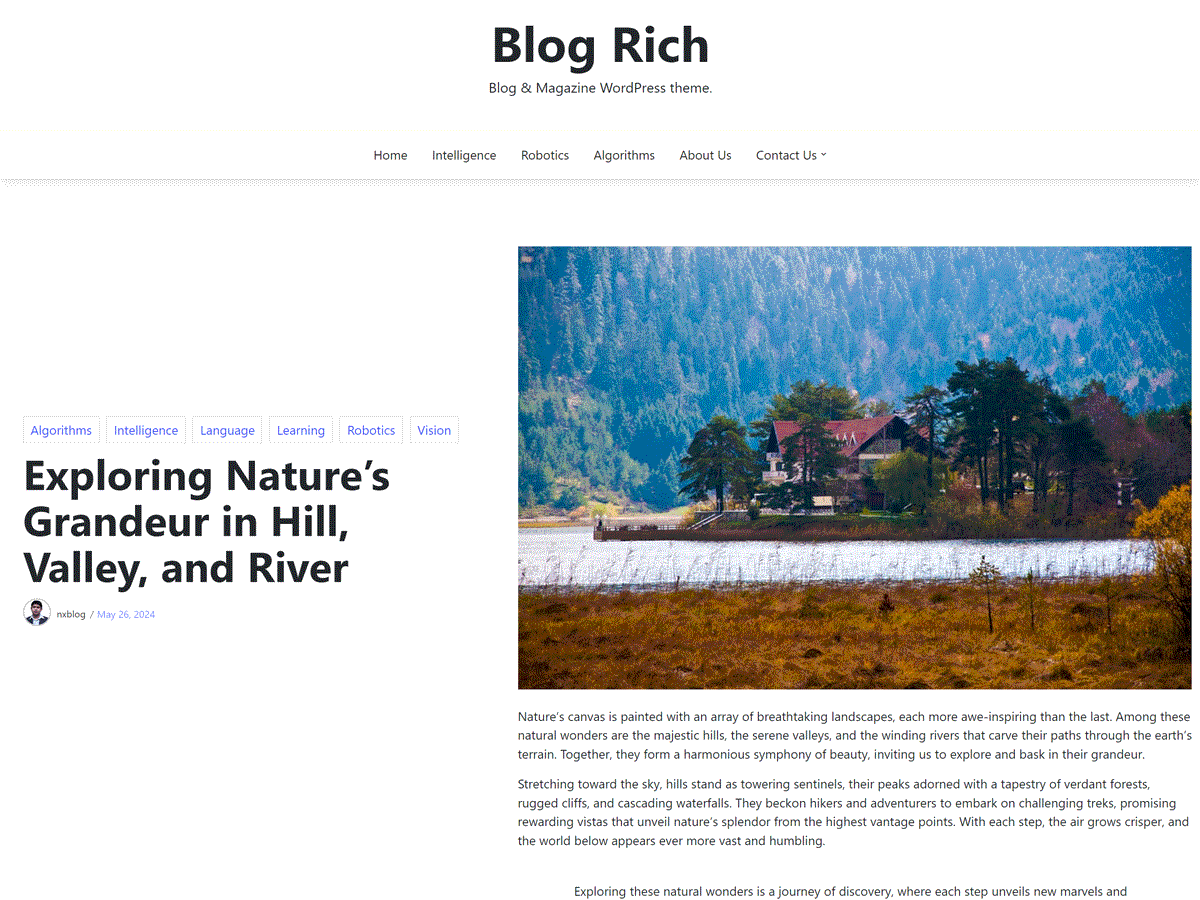 Blog Rich
Blog & Magazine WordPress theme.
Home Intelligence Robotics Algorithms About Us Contact Us
Algorithms Intelligence Language Learning Robotics Vision
Exploring Nature’s
Grandeur in Hill,
Valley, and River
nxblog / May 26, 2024
Nature’s canvas is painted with an array of breathtaking landscapes, each more awe-inspiring than the last. Among these
natural wonders are the majestic hills, the serene valleys, and the winding rivers that carve their paths through the earth’s
terrain. Together, they form a harmonious symphony of beauty, inviting us to explore and bask in their grandeur.
Stretching toward the sky, hills stand as towering sentinels, their peaks adorned with a tapestry of verdant forests,
rugged cliffs, and cascading waterfalls. They beckon hikers and adventurers to embark on challenging treks, promising
rewarding vistas that unveil nature’s splendor from the highest vantage points. With each step, the air grows crisper, and
the world below appears ever more vast and humbling.
Exploring these natural wonders is a journey of discovery, where each step unveils new marvels and